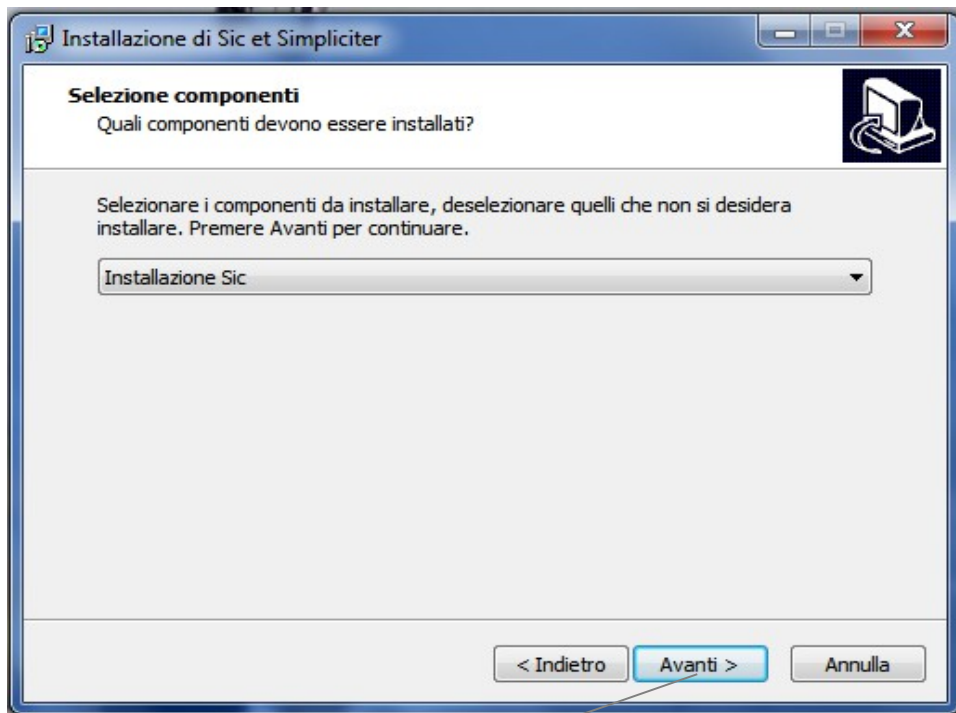 Installazione di Sic et Simpliciter
Selezione componenti
Quali componenti devono essere installati?
Selezionare i componenti da installare, deselezionare quelli che non si desidera
installare. Premere Avanti per continuare.
Installazione Sic
< Indietro
Avanti >
Annulla